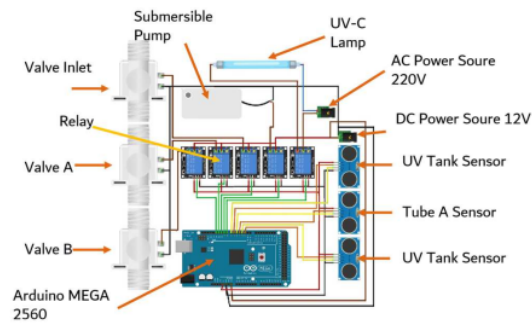 Submersible
Pump
UV-C
Lamp
AC Power Soure
220V
Valve Inlet
DC Power Soure 12V
Relay
UV Tank Sensor
Valve A
Tube A Sensor
Valve B
UV Tank Sensor
Arduino MEGA
2560